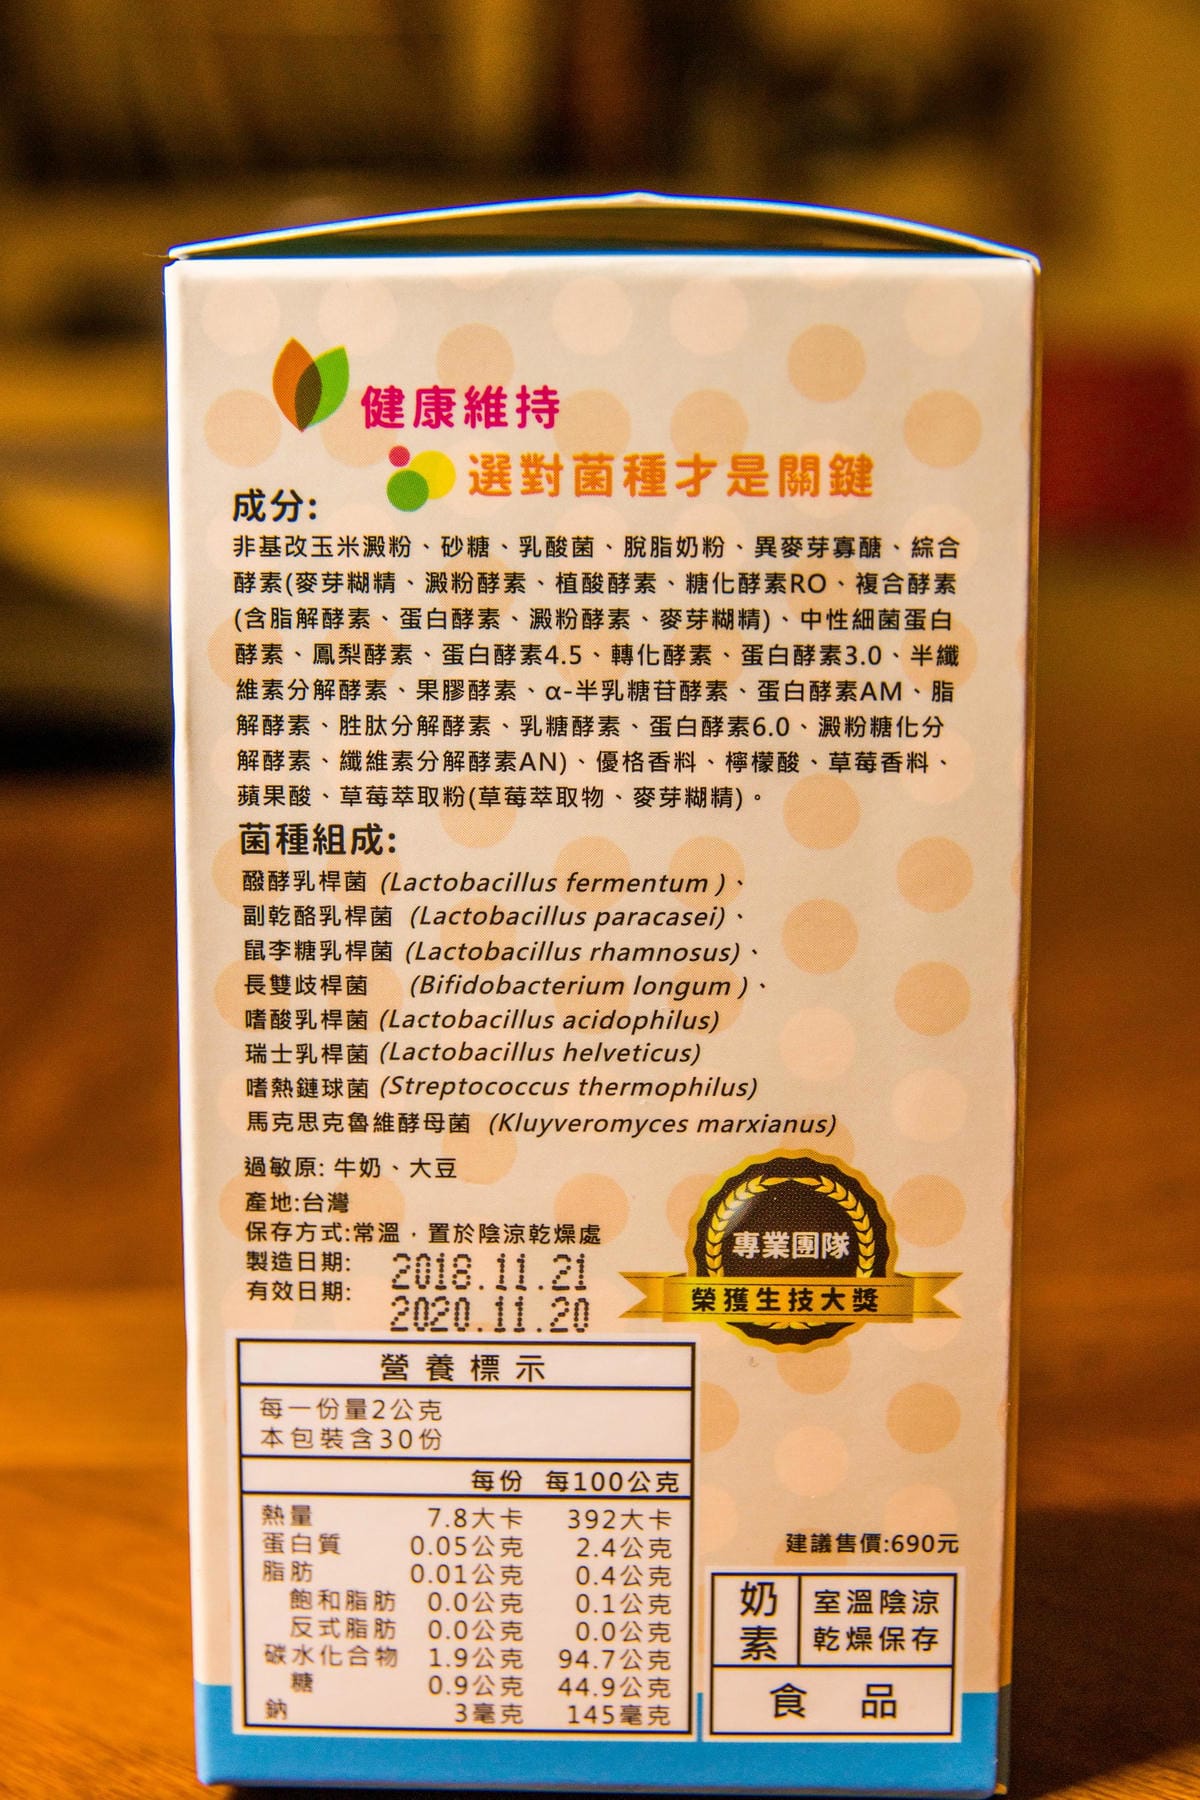 健康維持
選對菌種才是關鍵
成分:
非基改玉米澱粉、砂糖、乳酸菌、脫脂奶粉、異麥芽寡醣、綜合
酵素(麥芽糊精、澱粉酵素、植酸酵素、糖化酵素RO、複合酵素
(含脂解酵素、蛋白酵素、澱粉酵素、麥芽糊精)、中性細菌蛋白
酵素、鳳梨酵素、蛋白酵素4.5、轉化酵素、蛋白酵素3.0、半纖
維素分解酵素、果膠酵素、α-半乳糖苷酵素、蛋白酵素AM、脂
解酵素、胜肽分解酵素、乳糖酵素、蛋白酵素6.0、澱粉糖化分
解酵素、纖維素分解酵素AN)、優格香料、檸檬酸、草莓香料、
蘋果酸、草莓萃取粉(草莓萃取物、麥芽糊精)。
菌種組成:
醱酵乳桿菌 (Lactobacillus fermentum )、
副乾酪乳桿菌 (Lactobacillus paracasei)、
鼠李糖乳桿菌 (Lactobacillus rhamnosus)、
長雙歧桿菌 (Bifidobacterium longum )、
嗜酸乳桿菌 (Lactobacillus acidophilus)
瑞士乳桿菌 (Lactobacillus helveticus)
嗜熱鏈球菌 (Streptococcus thermophilus)
馬克思克魯維酵母菌 (Kluyveromyces marxianus)
過敏原: 牛奶、大豆
產地:台灣
保存方式:常溫，置於陰涼乾燥處
製造日期: 2018.11.21
有效日期: 2020.11.20
專業團隊
榮獲生技大獎
營養標示
每一份量2公克
本包裝含30份
每份 每100公克
熱量 7.8大卡 392大卡
蛋白質 0.05公克 2.4公克
脂肪 0.01公克 0.4公克
飽和脂肪 0.0公克 0.1公克
反式脂肪 0.0公克 0.0公克
碳水化合物 1.9公克 94.7公克
糖 0.9公克 44.9公克
鈉 3毫克 145毫克
建議售價:690元
奶素
室溫陰涼
乾燥保存
食品